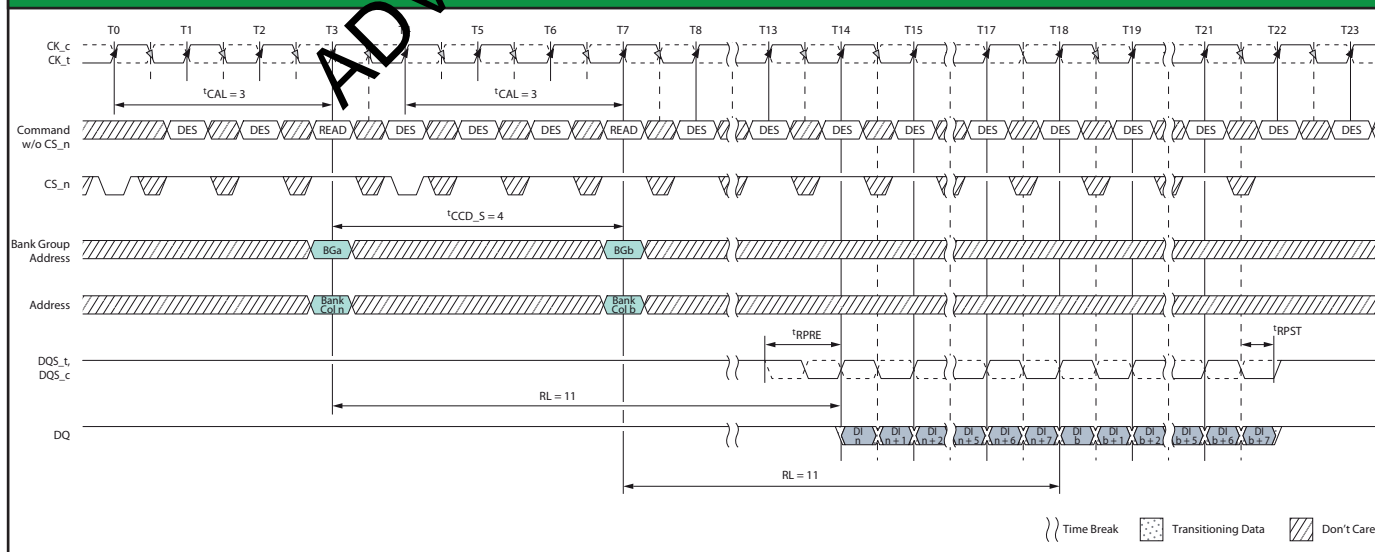 ADV
T0 T1 T2 T3 T5 T6 T7 T8 T13 T14 T15 T17 T18 T19 T21 T22 T23
CK_c
CK_t
tCAL = 3 tCAL = 3
Command
w/o CS_n
DES DES READ DES DES DES READ DES DES DES DES DES DES DES DES DES DES
CS_n
tCCD_S = 4
Bank Group
Address
BGa BGb
Address
Bank
Col n
Bank
Col b
tRPRE tRPST
DQS_t,
DQS_c
RL = 11
DQ
DI
n
DI
n + 1
DI
n + 2
DI
n + 5
DI
n + 6
DI
n + 7
DI
b
DI
b + 1
DI
b + 2
DI
b + 5
DI
b + 6
DI
b + 7
RL = 11
Time Break Transitioning Data Don't Care